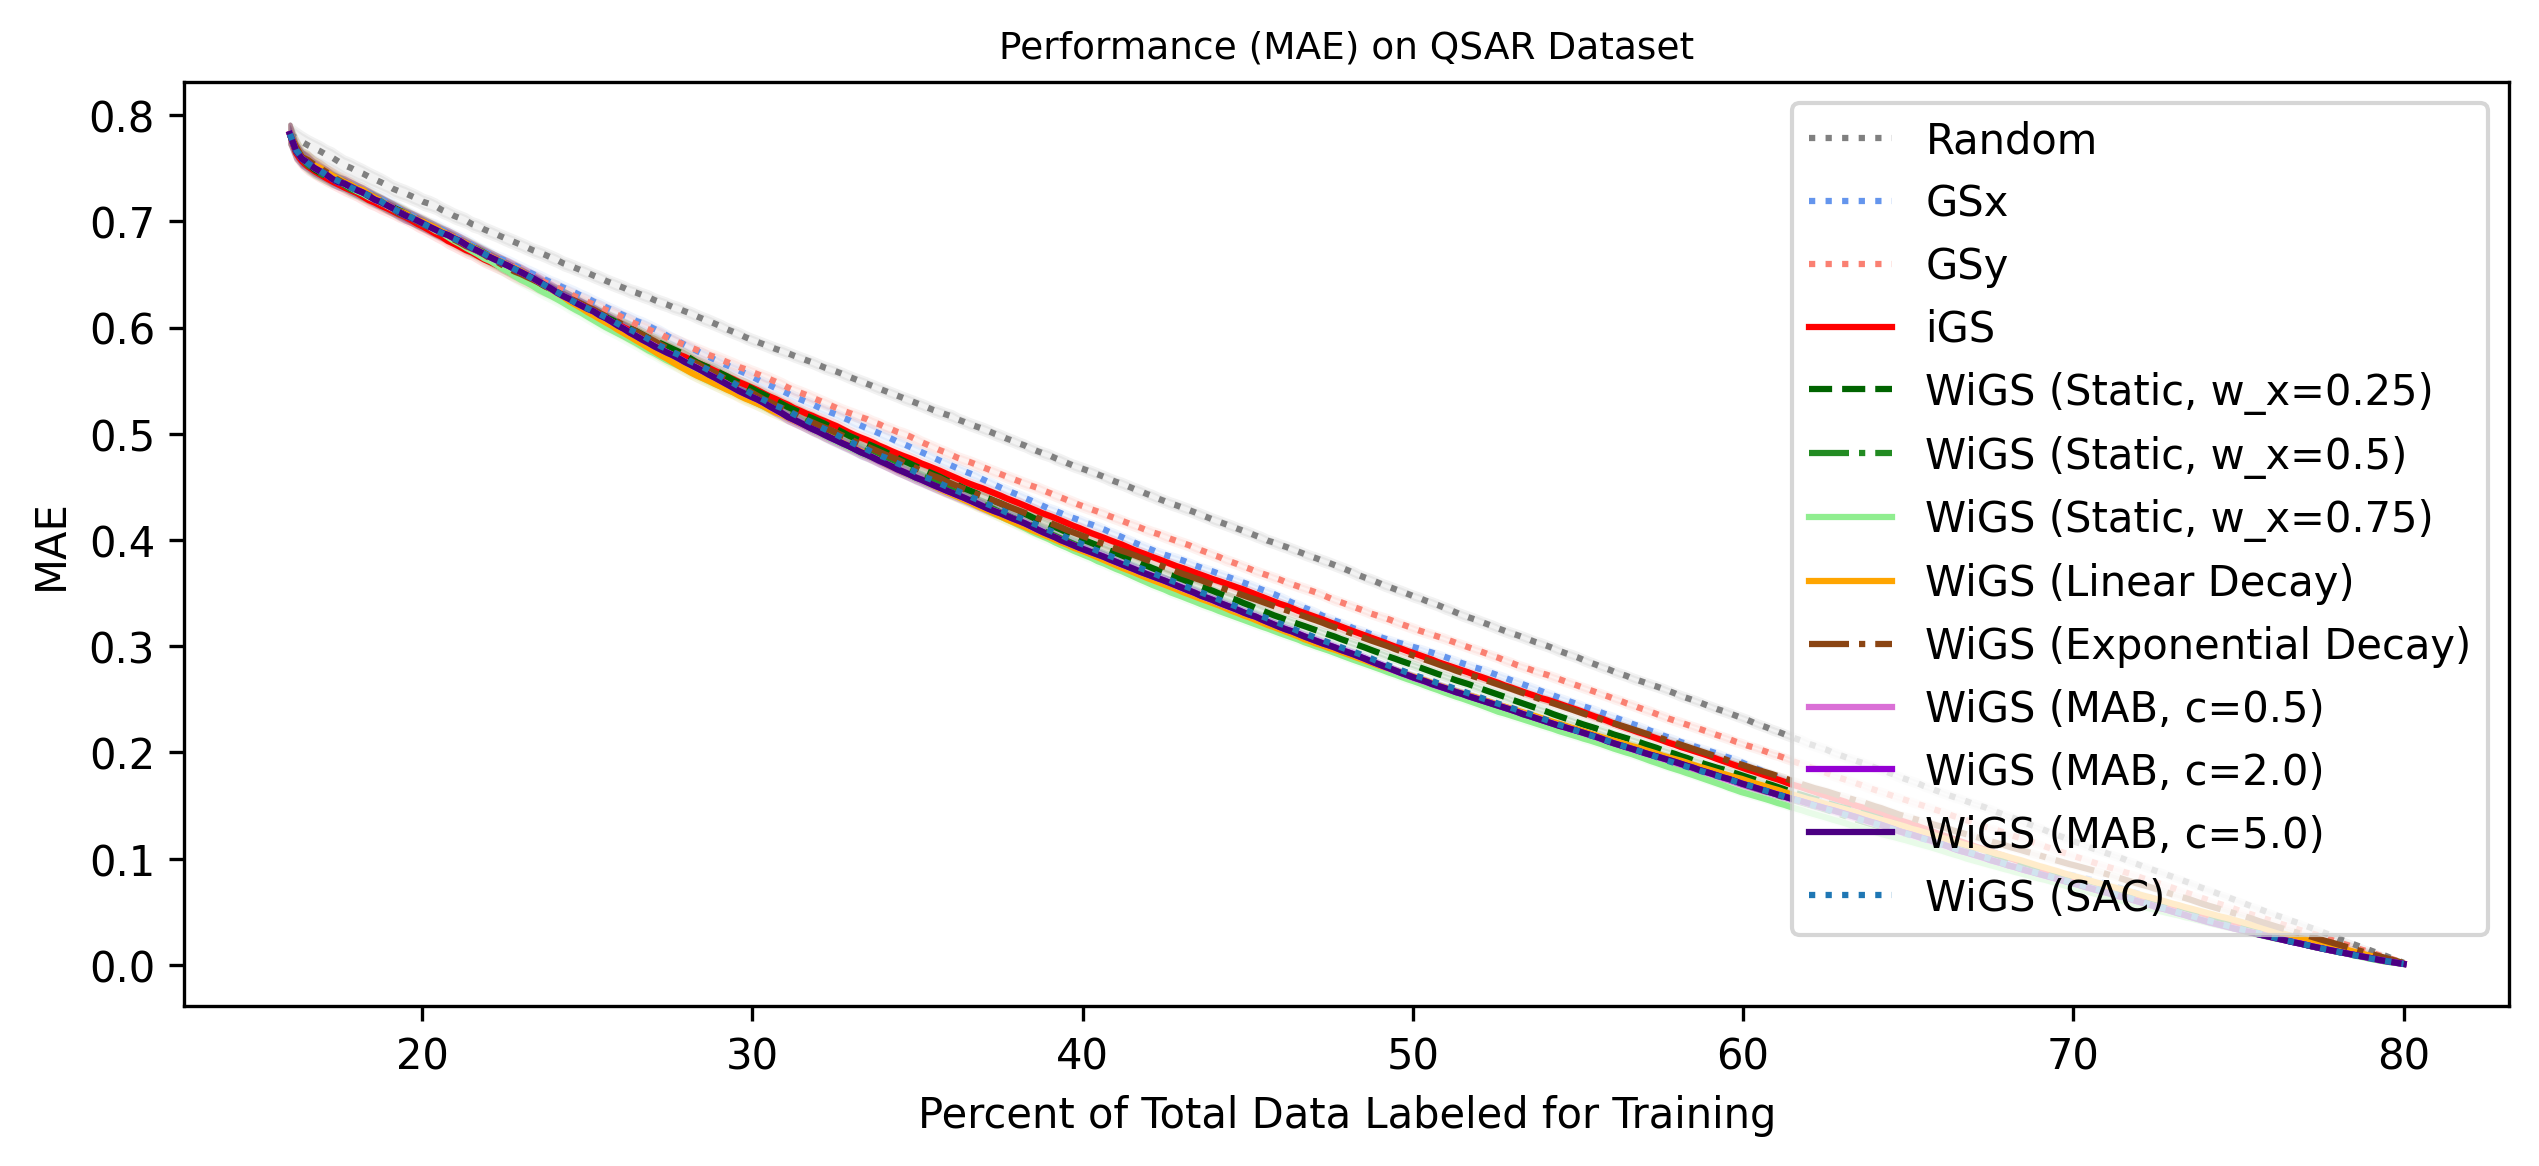 Performance (MAE) on QSAR Dataset
MAE
0.8
0.7
0.6
0.5
0.4
0.3
0.2
0.1
0.0
Random
GSx
GSy
iGS
WiGS (Static, w_x=0.25)
WiGS (Static, w_x=0.5)
WiGS (Static, w_x=0.75)
WiGS (Linear Decay)
WiGS (Exponential Decay)
WiGS (MAB, c=0.5)
WiGS (MAB, c=2.0)
WiGS (MAB, c=5.0)
WiGS (SAC)
20 30 40 50 60 70 80
Percent of Total Data Labeled for Training